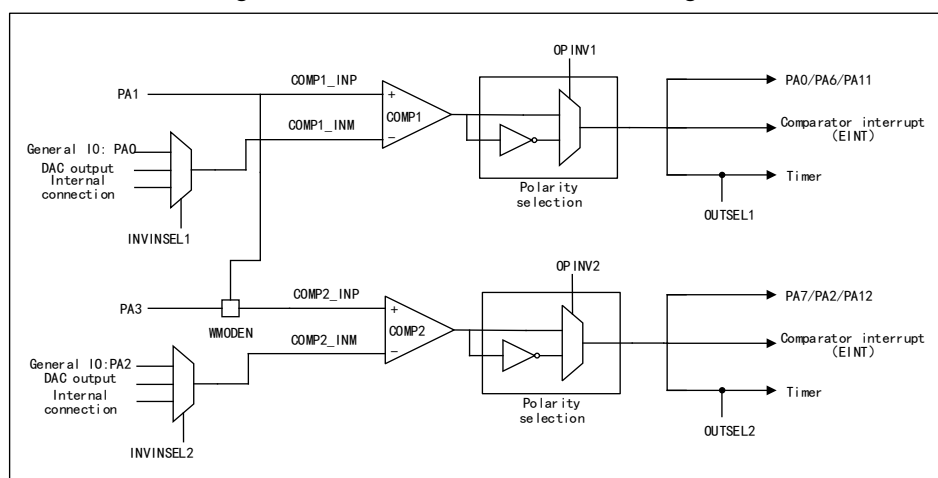 OPINV1
PA1
COMP1_INP
COMP1
PA0/PA6/PA11
COMP1_INM
General IO: PA0
DAC output
Internal
connection
Comparator interrupt
(EINT)
Polarity
selection
Timer
OUTSEL1
INVINSEL1
OPINV2
PA3
WMODEN
COMP2_INP
COMP2
PA7/PA2/PA12
COMP2_INM
General IO:PA2
DAC output
Internal
connection
Comparator interrupt
(EINT)
Polarity
selection
Timer
OUTSEL2
INVINSEL2